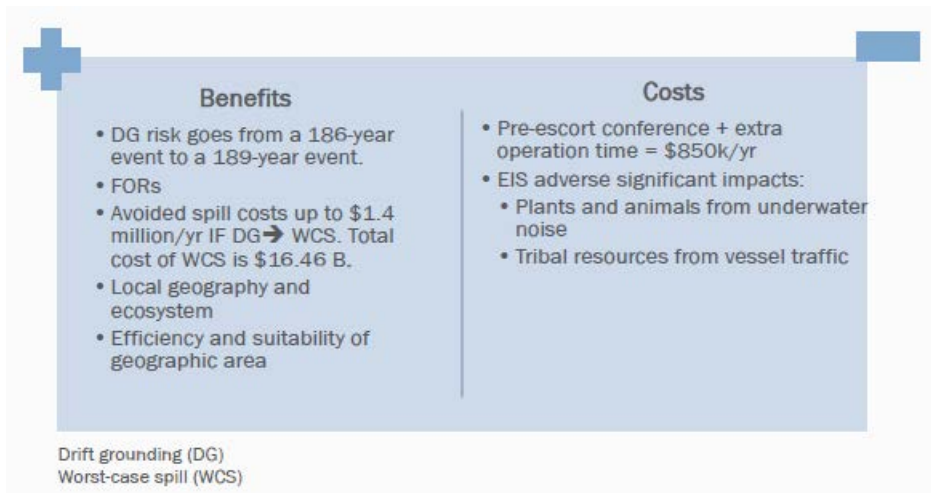 Benefits
• DG risk goes from a 186-year
event to a 189-year event.
• FORs
• Avoided spill costs up to $1.4
million/yr IF DG➔ WCS. Total
cost of WCS is $16.46 B.
• Local geography and
ecosystem
• Efficiency and suitability of
geographic area
Costs
• Pre-escort conference + extra
operation time = $850k/yr
• EIS adverse significant impacts:
• Plants and animals from underwater
noise
• Tribal resources from vessel traffic
Drift grounding (DG)
Worst-case spill (WCS)